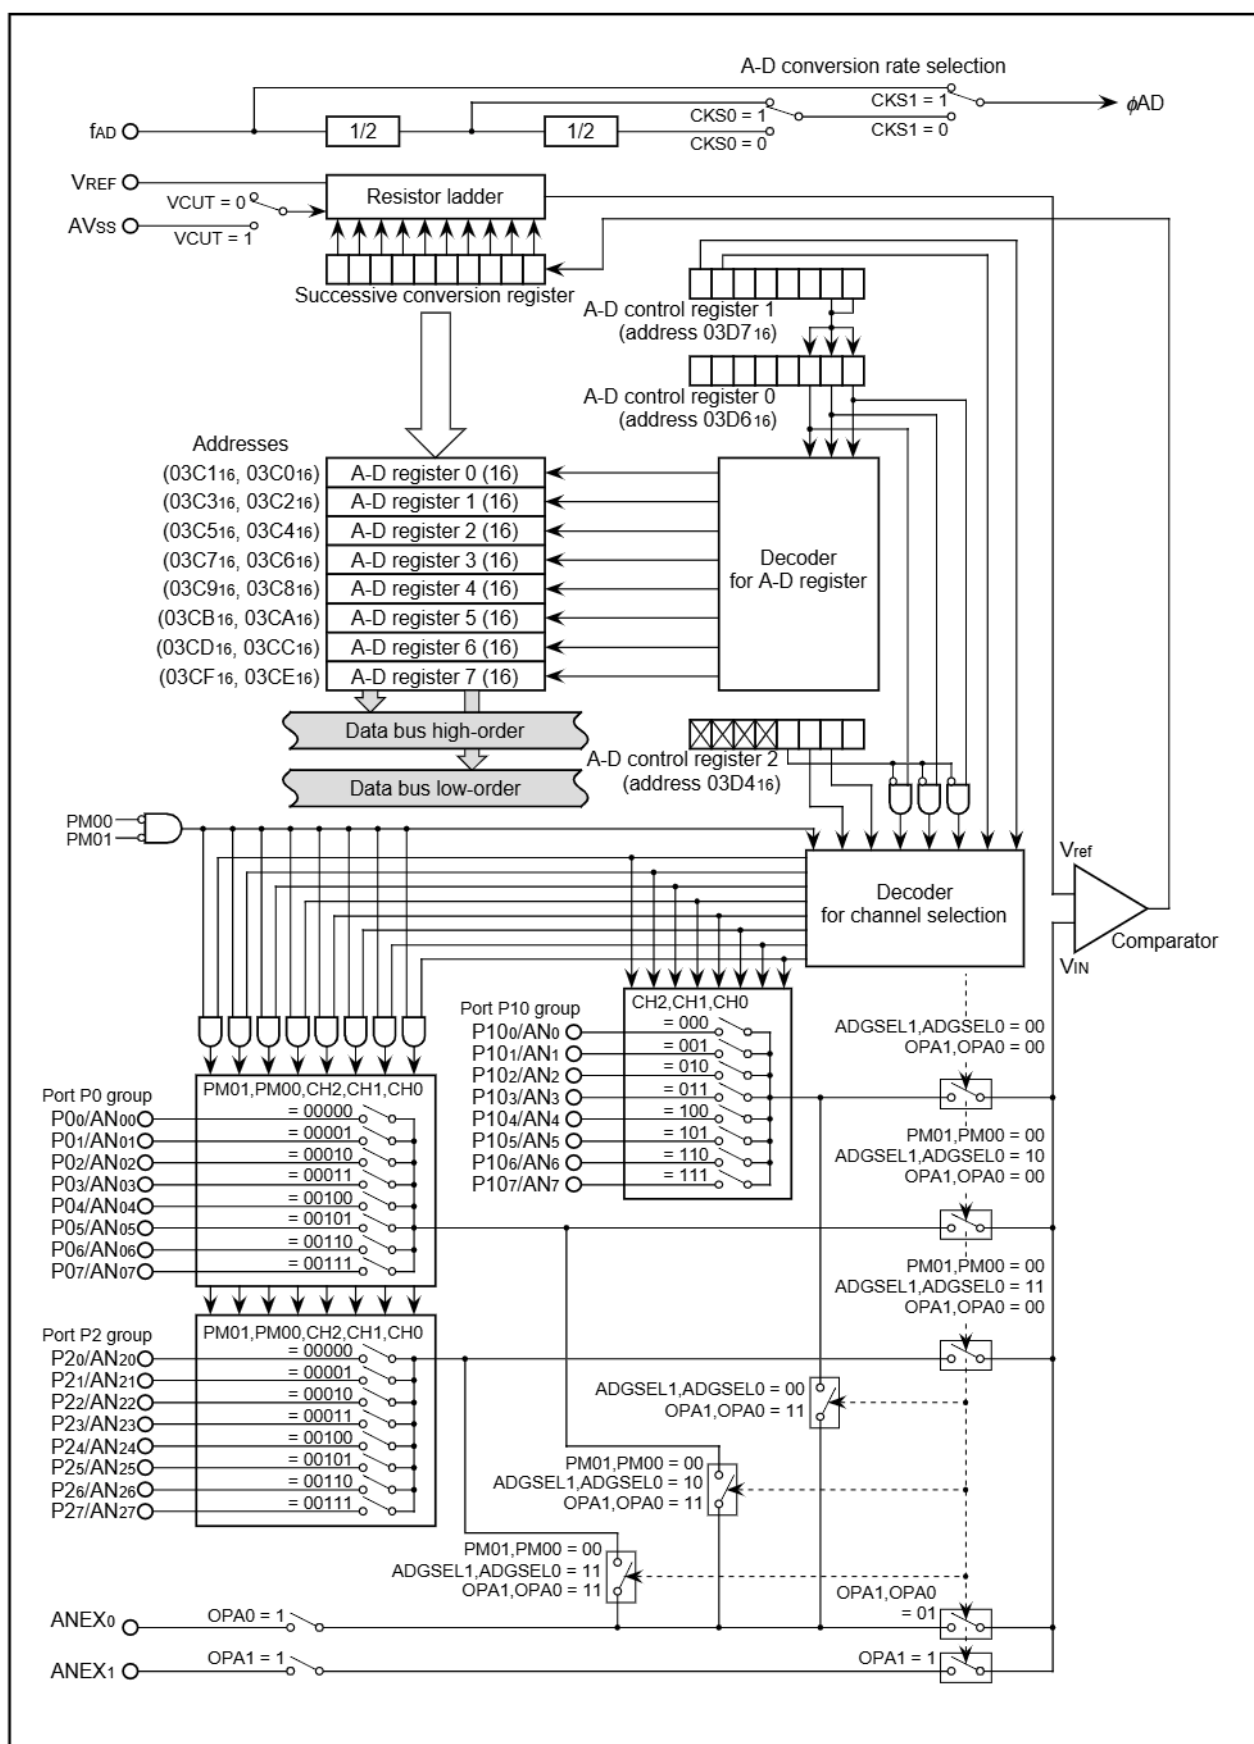 A-D conversion rate selection
CKS1 = 1
φAD
CKS0 = 1
fAD
1/2
1/2
CKS1 = 0
CKS0 = 0
VREF
Resistor ladder
VCUT = 0
AVSS
VCUT = 1
Successive conversion register
A-D control register 1
(address 03D716)
A-D control register 0
(address 03D616)
Addresses
(03C116, 03C016) A-D register 0 (16)
(03C316, 03C216) A-D register 1 (16)
(03C516, 03C416) A-D register 2 (16)
(03C716, 03C616) A-D register 3 (16)
(03C916, 03C816) A-D register 4 (16)
(03CB16, 03CA16) A-D register 5 (16)
(03CD16, 03CC16) A-D register 6 (16)
(03CF16, 03CE16) A-D register 7 (16)
Decoder
for A-D register
Data bus high-order
Data bus low-order
A-D control register 2
(address 03D416)
PM00
PM01
Decoder
for channel selection
Vref
Comparator
VIN
Port P10 group
CH2,CH1,CH0
P100/AN0 = 000
P101/AN1 = 001
P102/AN2 = 010
P103/AN3 = 011
P104/AN4 = 100
P105/AN5 = 101
P106/AN6 = 110
P107/AN7 = 111
ADGSEL1,ADGSEL0 = 00
OPA1,OPA0 = 00
Port P0 group
PM01,PM00,CH2,CH1,CH0
P00/AN00 = 00000
P01/AN01 = 00001
P02/AN02 = 00010
P03/AN03 = 00011
P04/AN04 = 00100
P05/AN05 = 00101
P06/AN06 = 00110
P07/AN07 = 00111
PM01,PM00 = 00
ADGSEL1,ADGSEL0 = 10
OPA1,OPA0 = 00
PM01,PM00 = 00
ADGSEL1,ADGSEL0 = 11
OPA1,OPA0 = 00
Port P2 group
PM01,PM00,CH2,CH1,CH0
P20/AN20 = 00000
P21/AN21 = 00001
P22/AN22 = 00010
P23/AN23 = 00011
P24/AN24 = 00100
P25/AN25 = 00101
P26/AN26 = 00110
P27/AN27 = 00111
ADGSEL1,ADGSEL0 = 00
OPA1,OPA0 = 11
PM01,PM00 = 00
ADGSEL1,ADGSEL0 = 10
OPA1,OPA0 = 11
PM01,PM00 = 00
ADGSEL1,ADGSEL0 = 11
OPA1,OPA0 = 11
OPA1,OPA0
= 01
ANEX0
OPA0 = 1
ANEX1
OPA1 = 1
OPA1 = 1